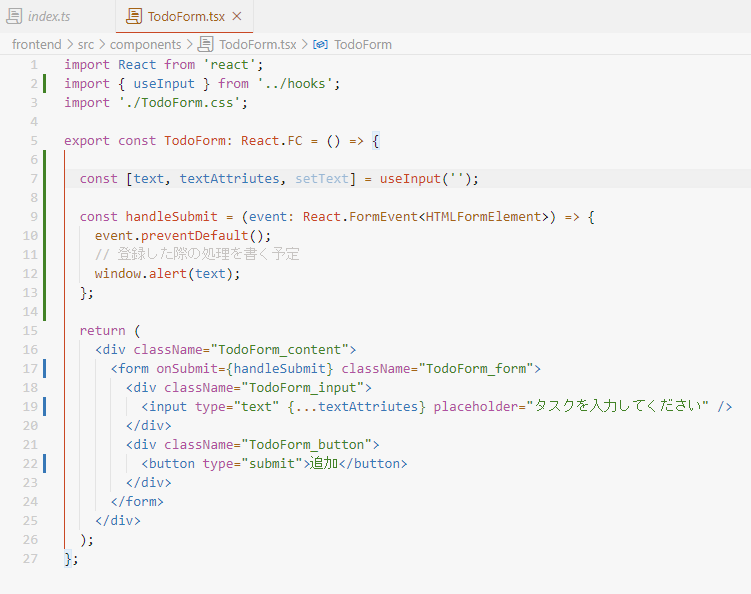 index.ts TodoForm.tsx ×
frontend > src > components > TodoForm.tsx > TodoForm
1 import React from 'react';
2 import { useInput } from '../hooks';
3 import './TodoForm.css';
4
5 export const TodoForm: React.FC = () => {
6
7 const [text, textAttriutes, setText] = useInput('');
8
9 const handleSubmit = (event: React.FormEvent<HTMLFormElement>) => {
10 event.preventDefault();
11 // 登録した際の処理を書く予定
12 window.alert(text);
13 };
14
15 return (
16 <div className="TodoForm_content">
17 <form onSubmit={handleSubmit} className="TodoForm_form">
18 <div className="TodoForm_input">
19 <input type="text" {...textAttriutes} placeholder="タスクを入力してください" />
20 </div>
21 <div className="TodoForm_button">
22 <button type="submit">追加</button>
23 </div>
24 </form>
25 </div>
26 );
27 };